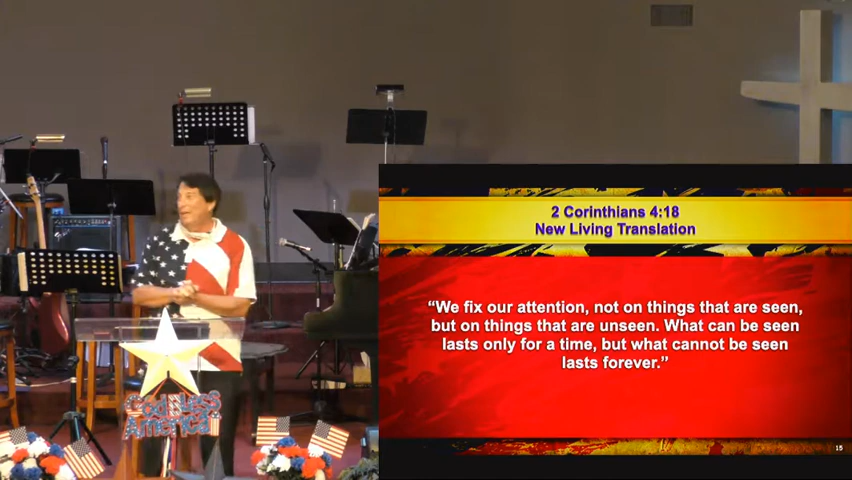 2 Corinthians 4:18
New Living Translation
“We fix our attention, not on things that are seen,
but on things that are unseen. What can be seen
lasts only for a time, but what cannot be seen
lasts forever.”
15
God Bless
America